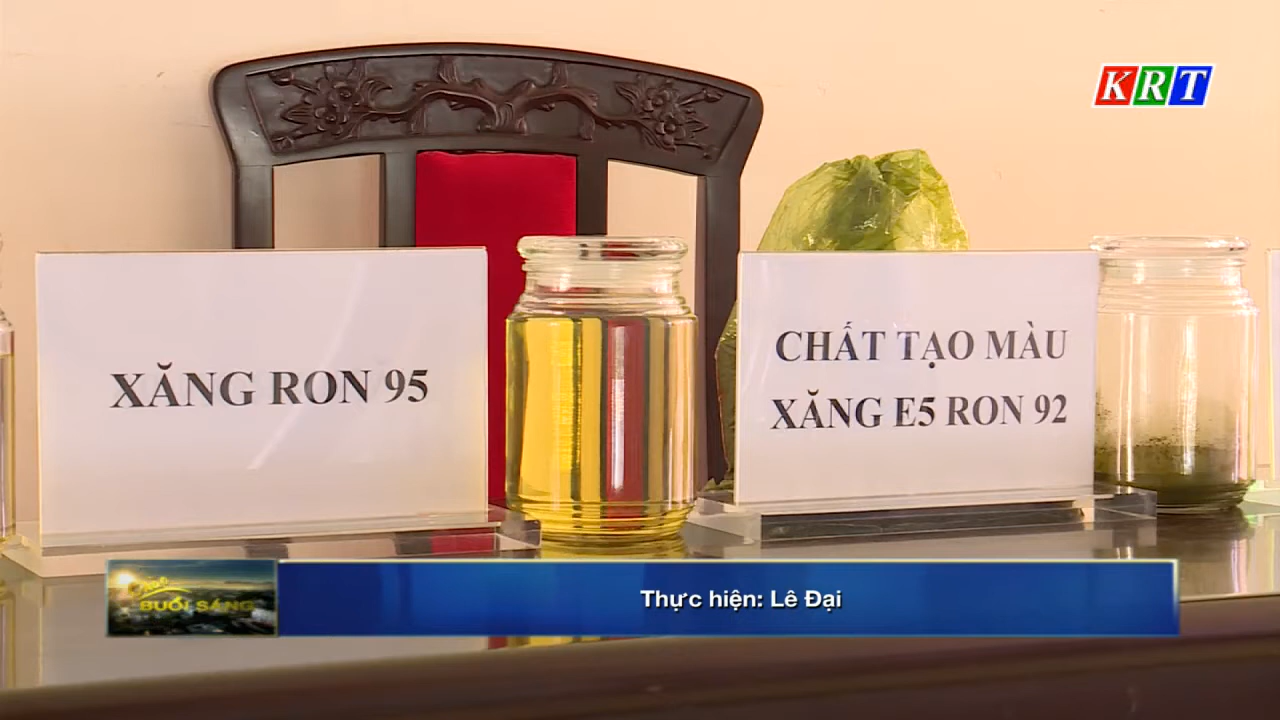 KRT
XĂNG RON 95
CHẤT TẠO MÀU
XĂNG E5 RON 92
BUỔI SÁNG
Thực hiện: Lê Đại